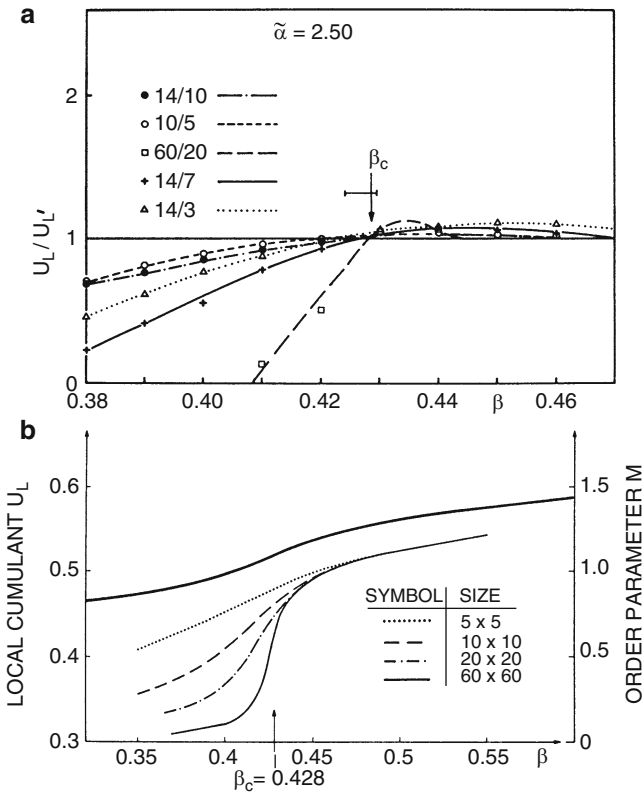 a
α̃ = 2.50
2
1
0
U_L / U_L'
14/10
10/5
60/20
14/7
14/3
β_c
0.38
0.40
0.42
0.44
β
0.46
b
LOCAL CUMULANT U_L
0.6
0.5
0.4
0.3
ORDER PARAMETER M
1.5
1.0
0.5
0
SYMBOL SIZE
5 x 5
10 x 10
20 x 20
60 x 60
0.35
0.4
0.45
0.5
0.55
β
β_c = 0.428